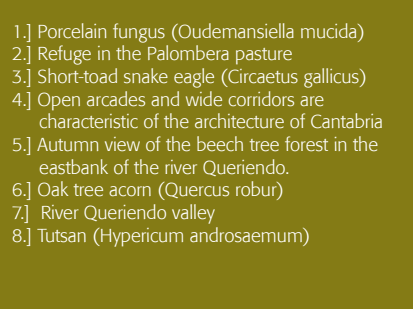 1.] Porcelain fungus (Oudemansiella mucida)
2.] Refuge in the Palombera pasture
3.] Short-toad snake eagle (Circaetus gallicus)
4.] Open arcades and wide corridors are
characteristic of the architecture of Cantabria
5.] Autumn view of the beech tree forest in the
eastbank of the river Queriendo.
6.] Oak tree acorn (Quercus robur)
7.] River Queriendo valley
8.] Tutsan (Hypericum androsaemum)